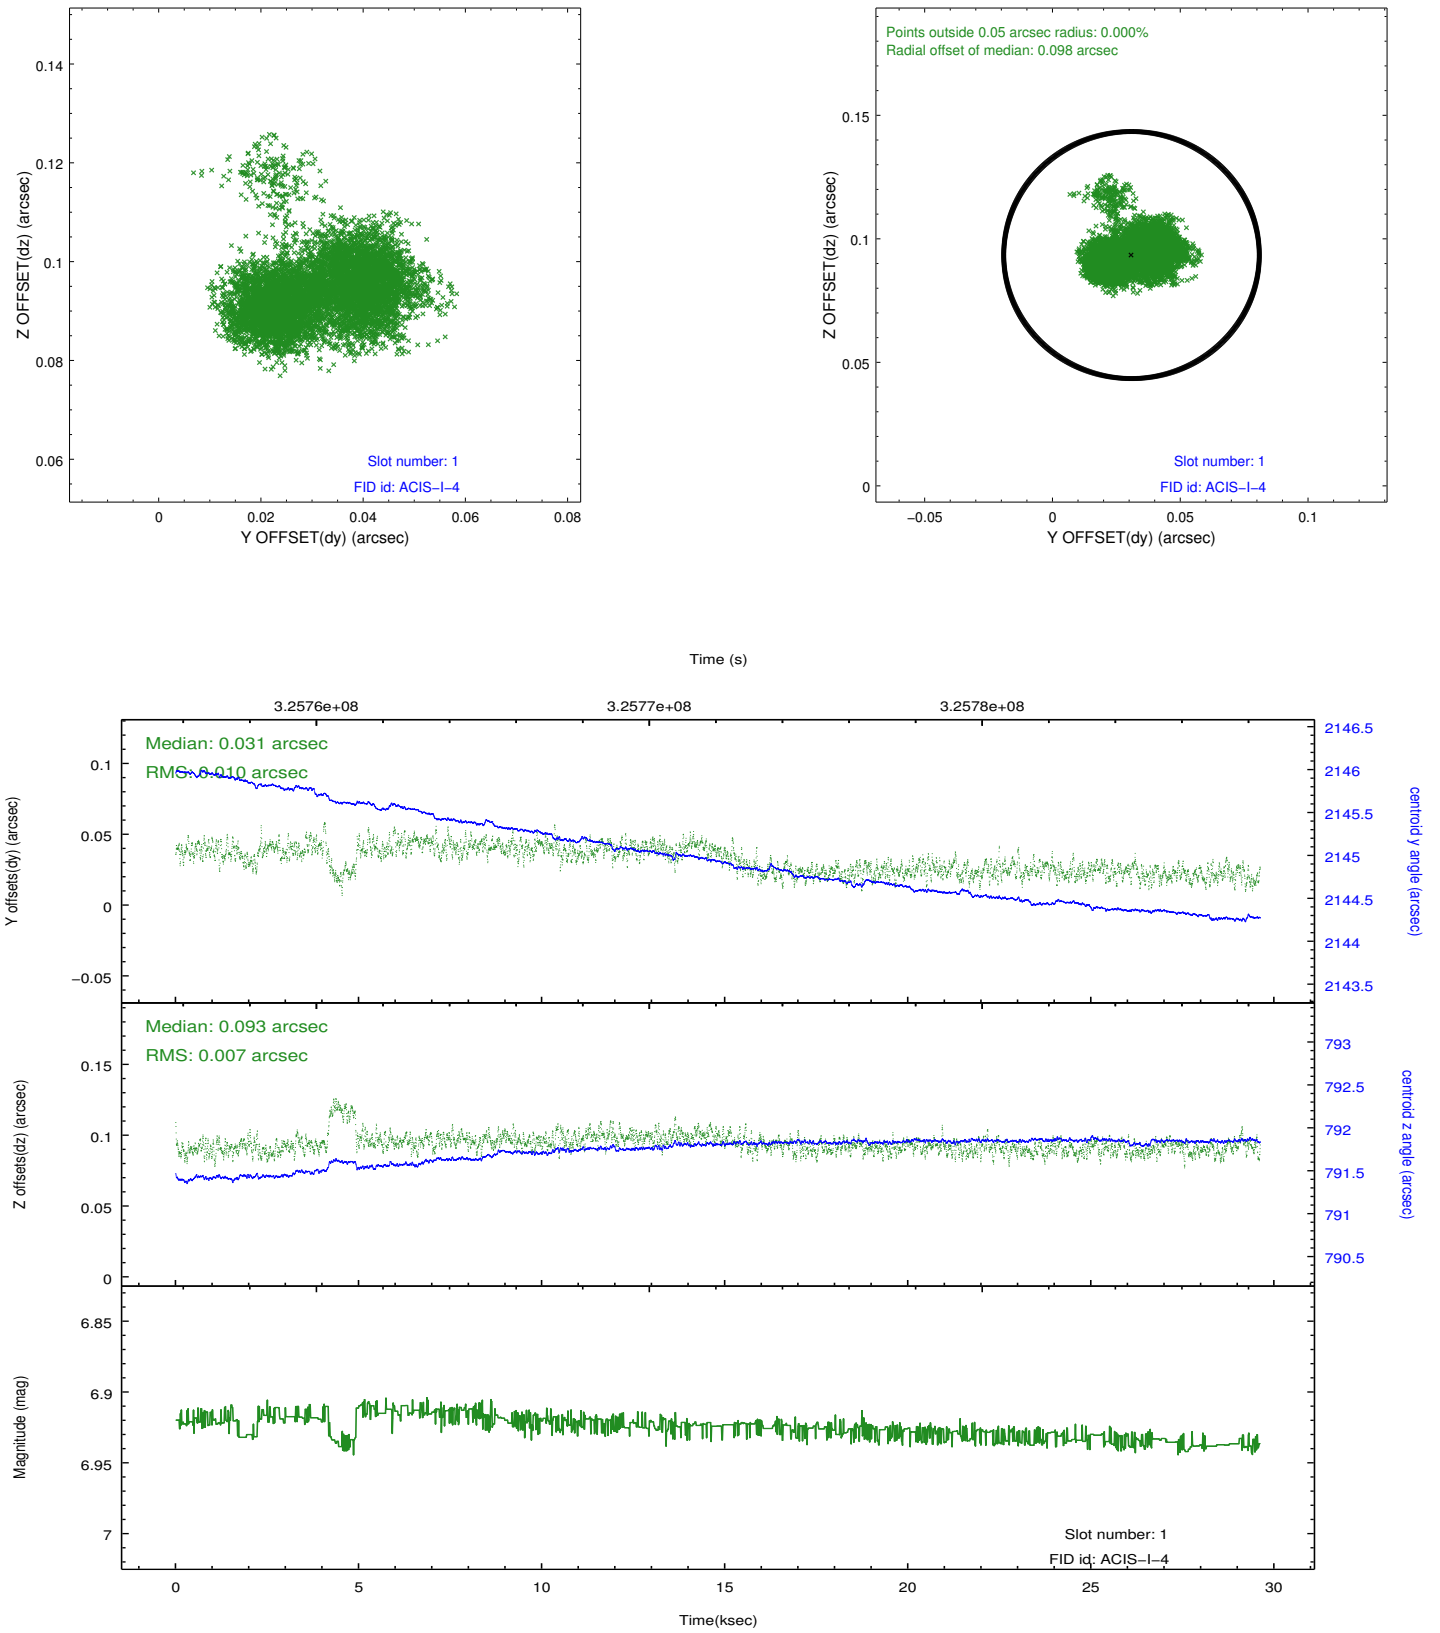 0.14
0.12
0.1
0.08
0.06
Z OFFSET(dz) (arcsec)
Slot number: 1
FID id: ACIS−I−4
0 0.02 0.04 0.06 0.08
Y OFFSET(dy) (arcsec)
Points outside 0.05 arcsec radius: 0.000%
Radial offset of median: 0.098 arcsec
0.15
0.1
0.05
0
Z OFFSET(dz) (arcsec)
Slot number: 1
FID id: ACIS−I−4
−0.05 0 0.05 0.1
Y OFFSET(dy) (arcsec)
Time (s)
3.2576e+08 3.2577e+08 3.2578e+08
Median: 0.031 arcsec
RMS: 0.010 arcsec
0.1
0.05
0
−0.05
Y offsets(dy) (arcsec)
2146.5
2146
2145.5
2145
2144.5
2144
2143.5
centroid y angle (arcsec)
Median: 0.093 arcsec
RMS: 0.007 arcsec
0.15
0.1
0.05
0
Z offsets(dz) (arcsec)
793
792.5
792
791.5
791
790.5
centroid z angle (arcsec)
6.85
6.9
6.95
7
Magnitude (mag)
Slot number: 1
FID id: ACIS−I−4
0 5 10 15 20 25 30
Time(ksec)